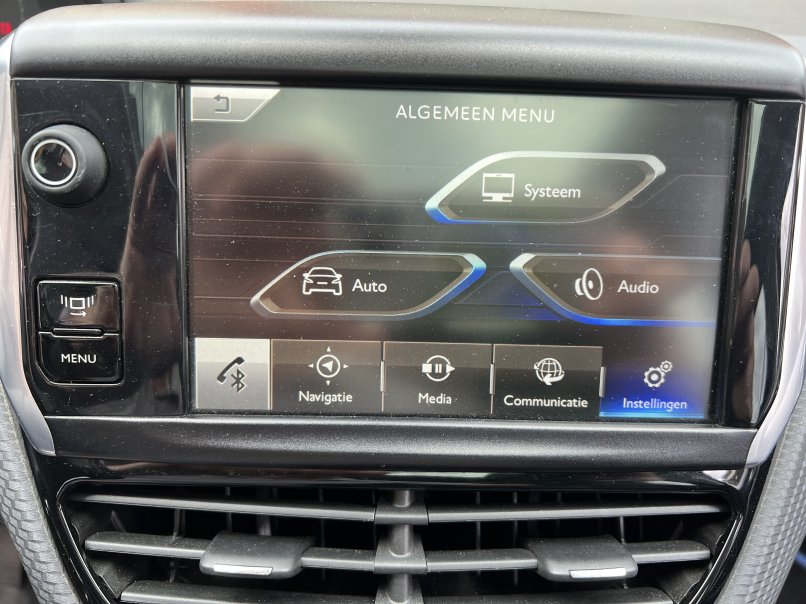 ALGEMEEN MENU
Systeem
Auto
Audio
MENU
Navigatie
Media
Communicatie
Instellingen